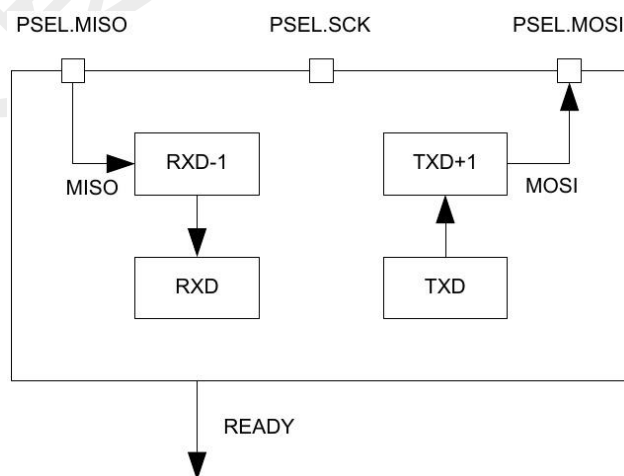 PSEL.MISO PSEL.SCK PSEL.MOSI
RXD-1 TXD+1
MISO MOSI
RXD TXD
READY